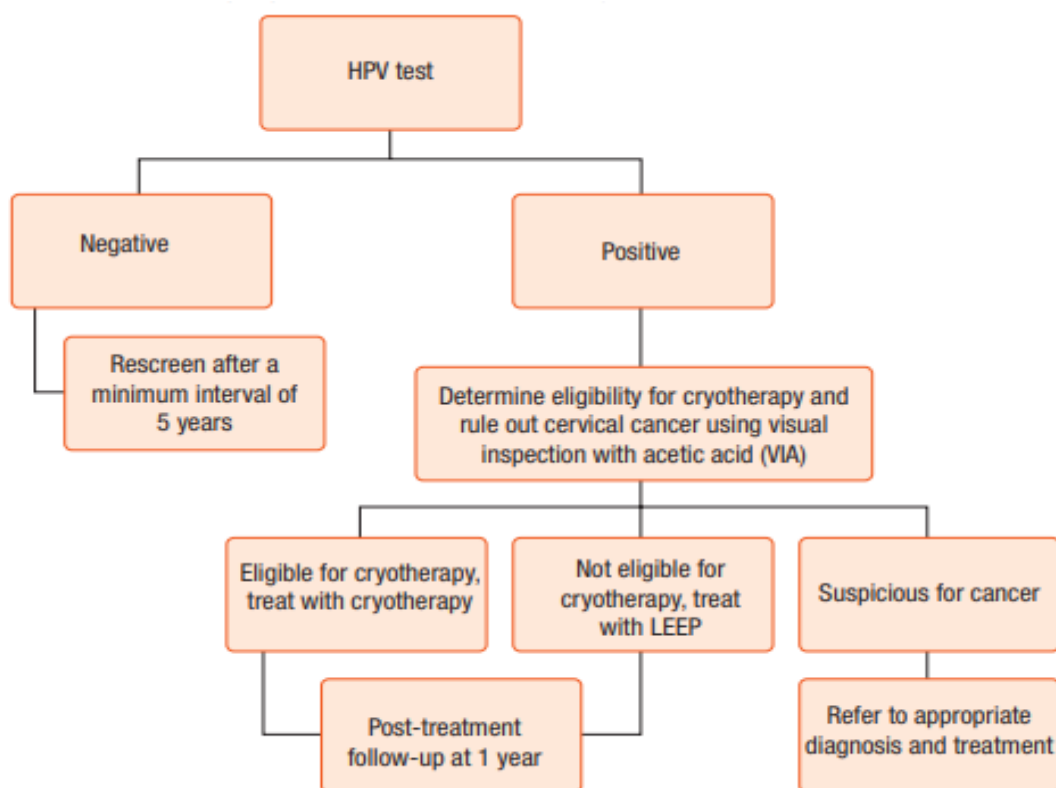 HPV test
Negative
Positive
Rescreen after a
minimum interval of
5 years
Determine eligibility for cryotherapy and
rule out cervical cancer using visual
inspection with acetic acid (VIA)
Eligible for cryotherapy,
treat with cryotherapy
Not eligible for
cryotherapy, treat
with LEEP
Suspicious for cancer
Post-treatment
follow-up at 1 year
Refer to appropriate
diagnosis and treatment